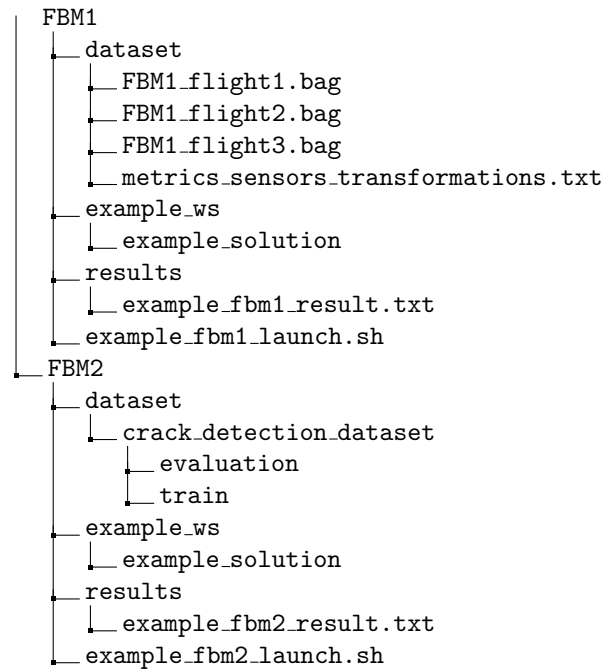 FBM1
dataset
FBM1_flight1.bag
FBM1_flight2.bag
FBM1_flight3.bag
metrics_sensors_transformations.txt
example_ws
example_solution
results
example_fbm1_result.txt
example_fbm1_launch.sh
FBM2
dataset
crack_detection_dataset
evaluation
train
example_ws
example_solution
results
example_fbm2_result.txt
example_fbm2_launch.sh